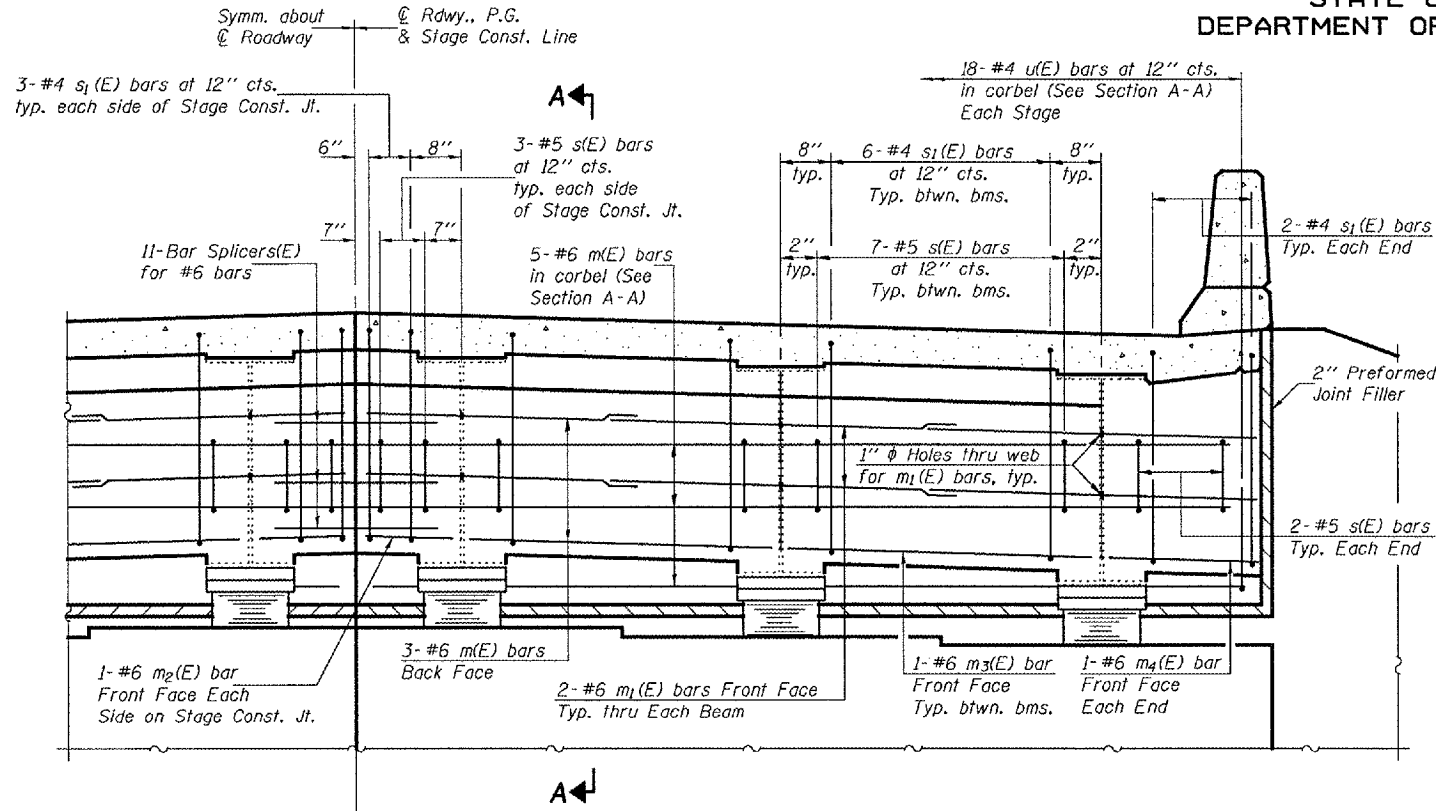 STATE O
DEPARTMENT OF
Symm. about
℄ Roadway
℄ Rdwy., P.G.
& Stage Const. Line
3-#4 s1(E) bars at 12" cts.
typ. each side of Stage Const. Jt.
A
18-#4 u(E) bars at 12" cts.
in corbel (See Section A-A)
Each Stage
6"
8"
3-#5 s(E) bars
at 12" cts.
typ. each side
of Stage Const. Jt.
8"
typ.
6-#4 s1(E) bars
at 12" cts.
Typ. btwn. bms.
8"
typ.
7"
7"
11-Bar Splicers(E)
for #6 bars
5-#6 m(E) bars
in corbel (See
Section A-A)
2"
typ.
7-#5 s(E) bars
at 12" cts.
Typ. btwn. bms.
2"
typ.
2-#4 s1(E) bars
Typ. Each End
2" Preformed
Joint Filler
1" ϕ Holes thru web
for m1(E) bars, typ.
2-#5 s(E) bars
Typ. Each End
1-#6 m2(E) bar
Front Face Each
Side on Stage Const. Jt.
3-#6 m(E) bars
Back Face
2-#6 m1(E) bars Front Face
Typ. thru Each Beam
1-#6 m3(E) bar
Front Face
Typ. btwn. bms.
1-#6 m4(E) bar
Front Face
Each End
A